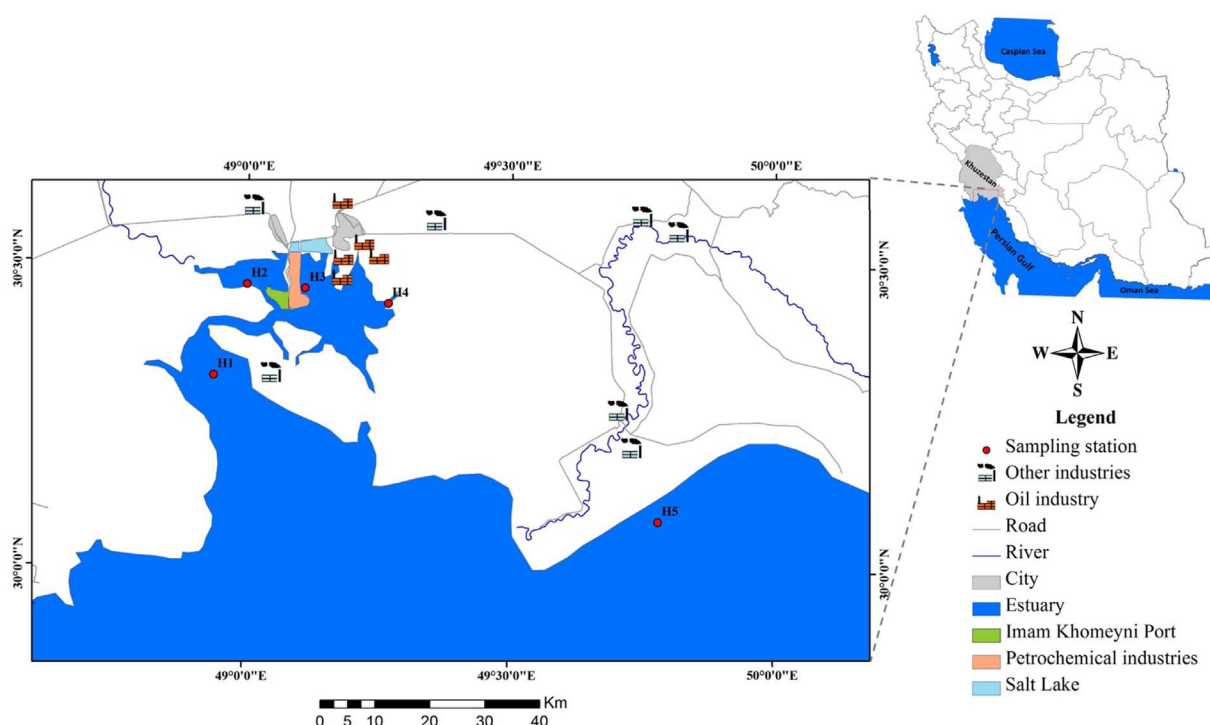 Caspian Sea
Khuzestan
Persian Gulf
Oman Sea
49°0'0"E
49°30'0"E
50°0'0"E
30°30'0"N
30°30'0"N
H2
H3
H4
H1
H5
30°0'0"N
30°0'0"N
49°0'0"E
49°30'0"E
50°0'0"E
0 5 10 20 30 40
Km
N
W E
S
Legend
Sampling station
Other industries
Oil industry
Road
River
City
Estuary
Imam Khomeyni Port
Petrochemical industries
Salt Lake